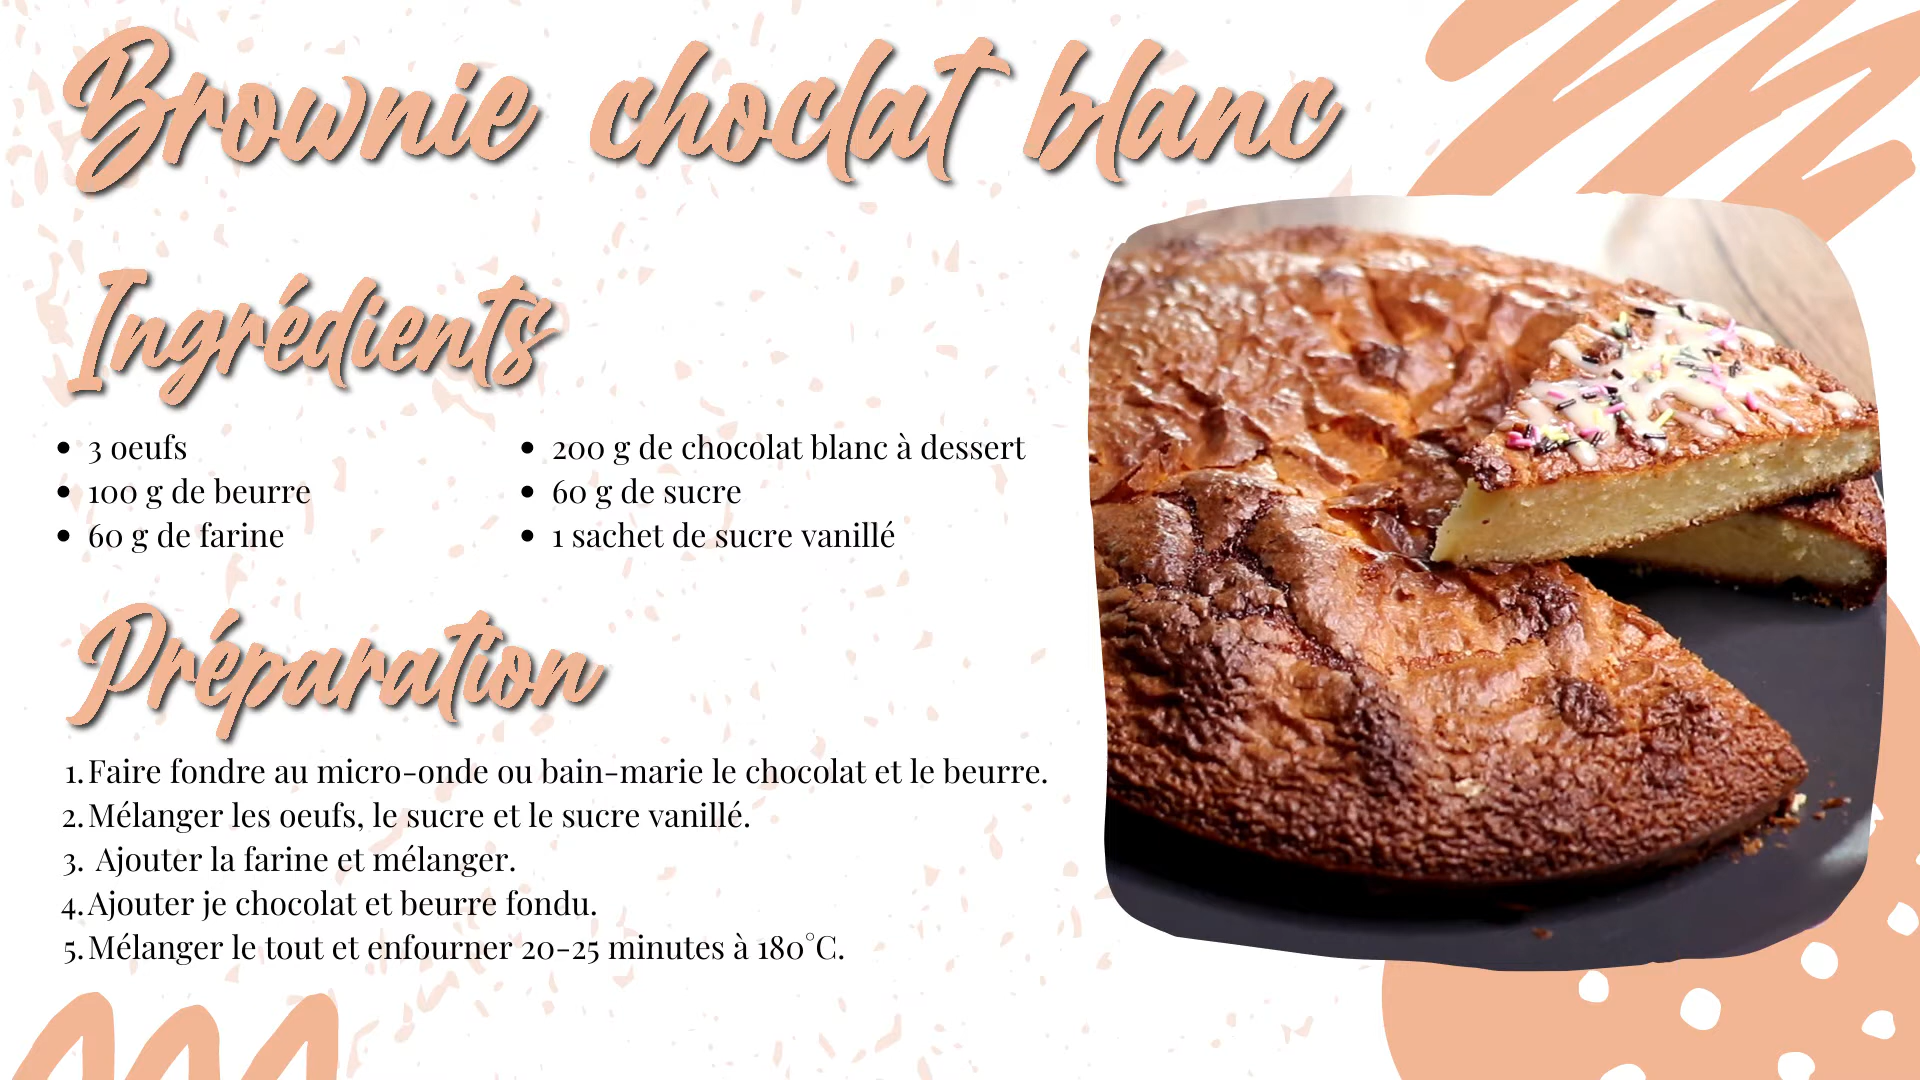 Brownie choclat blanc
Ingrédients
• 3 oeufs
• 100 g de beurre
• 60 g de farine
• 200 g de chocolat blanc à dessert
• 60 g de sucre
• 1 sachet de sucre vanillé
Préparation
1. Faire fondre au micro-onde ou bain-marie le chocolat et le beurre.
2. Mélanger les oeufs, le sucre et le sucre vanillé.
3. Ajouter la farine et mélanger.
4. Ajouter je chocolat et beurre fondu.
5. Mélanger le tout et enfourner 20-25 minutes à 180°C.